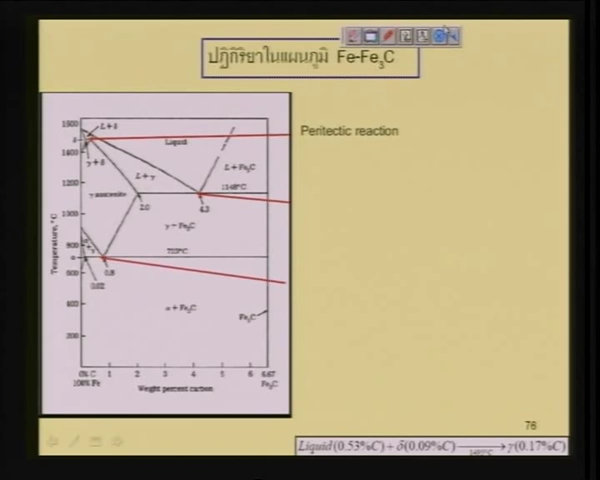 ปฏิกิริยาในแผนภูมิ Fe-Fe3C
Peritectic reaction
1500
L+δ
Liquid
1400
γ+δ
L+γ
L+Fe3C
1200
γ austenite
1148°C
2.0
4.3
1000
γ+Fe3C
Temperature, °C
800
723°C
0.8
0.02
600
α+Fe3C
400
Fe3C
200
0% C 1 2 3 4 5 6 6.67
100% Fe
Weight percent carbon
Fe3C
76
Liquid(0.53%C)+δ(0.09%C) → γ(0.17%C)